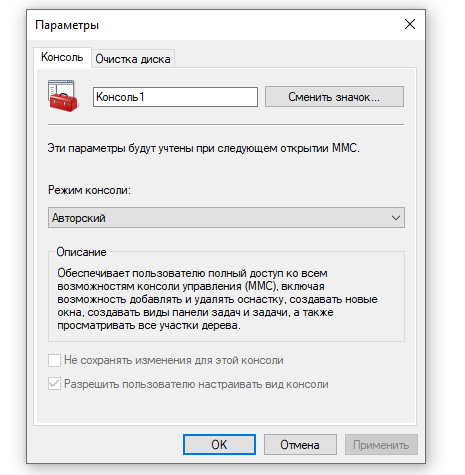 Параметры
Консоль
Очистка диска
Консоль1
Сменить значок...
Эти параметры будут учтены при следующем открытии MMC.
Режим консоли:
Авторский
Описание
Обеспечивает пользователю полный доступ ко всем
возможностям консоли управления (MMC), включая
возможность добавлять и удалять оснастку, создавать новые
окна, создавать виды панели задач и задачи, а также
просматривать все участки дерева.
Не сохранять изменения для этой консоли
Разрешить пользователю настраивать вид консоли
OK
Отмена
Применить